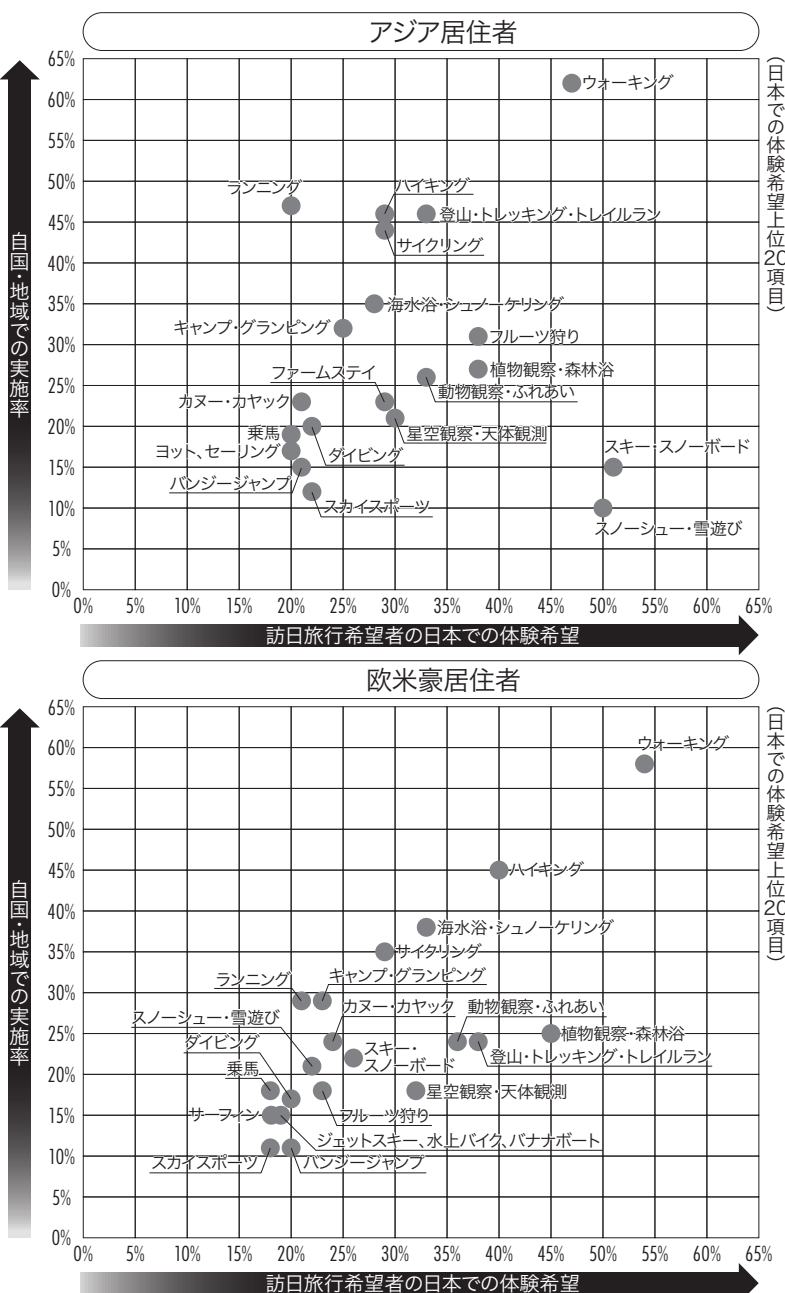 アジア居住者
(日本での体験希望上位20項目)
自国・地域での実施率
65%
60%
55%
50%
45%
40%
35%
30%
25%
20%
15%
10%
5%
0%
ウォーキング
ランニング
ハイキング
登山・トレッキング・トレイルラン
サイクリング
海水浴・シュノーケリング
キャンプ・グランピング
フルーツ狩り
植物観察・森林浴
ファームステイ
動物観察・ふれあい
カヌー・カヤック
星空観察・天体観測
乗馬
ヨット、セーリング
ダイビング
スキー・スノーボード
バンジージャンプ
スカイスポーツ
スノーシュー・雪遊び
0% 5% 10% 15% 20% 25% 30% 35% 40% 45% 50% 55% 60% 65%
訪日旅行希望者の日本での体験希望
欧米豪居住者
(日本での体験希望上位20項目)
自国・地域での実施率
65%
60%
55%
50%
45%
40%
35%
30%
25%
20%
15%
10%
5%
0%
ウォーキング
ハイキング
海水浴・シュノーケリング
サイクリング
ランニング
キャンプ・グランピング
スノーシュー・雪遊び
カヌー・カヤック
動物観察・ふれあい
植物観察・森林浴
ダイビング
スキー・
スノーボード
登山・トレッキング・トレイルラン
乗馬
星空観察・天体観測
サーフィン
フルーツ狩り
ジェットスキー、水上バイク、バナナボート
スカイスポーツ
バンジージャンプ
0% 5% 10% 15% 20% 25% 30% 35% 40% 45% 50% 55% 60% 65%
訪日旅行希望者の日本での体験希望